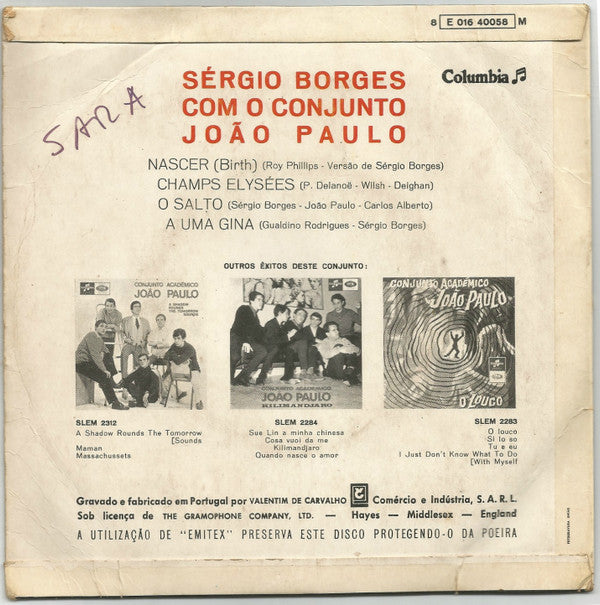 8 E 016 40058 M
SÉRGIO BORGES
COM O CONJUNTO
JOÃO PAULO
Columbia
SARA
NASCER (Birth) (Roy Phillips - Versão de Sérgio Borges)
CHAMPS ELYSÉES (P. Delanoë - Wilsh - Deighan)
O SALTO (Sérgio Borges - João Paulo - Carlos Alberto)
A UMA GINA (Gualdino Rodrigues - Sérgio Borges)
OUTROS ÊXITOS DESTE CONJUNTO:
CONJUNTO ACADÉMICO
JOÃO PAULO
A SHADOW
ROUNDS
THE TOMORROW
SOUNDS
CONJUNTO ACADÉMICO
JOÃO PAULO
KILIMANDJARO
CONJUNTO ACADÉMICO
JOÃO PAULO
O LOUCO
SLEM 2312
A Shadow Rounds The Tomorrow
[Sounds
Maman
Massachussets
SLEM 2284
Sue Lin a minha chinesa
Cosa vuoi da me
Kilimandjaro
Quando nasce o amor
SLEM 2283
O louco
Si lo so
Tu e eu
I Just Don't Know What To Do
[With Myself
Gravado e fabricado em Portugal por VALENTIM DE CARVALHO Comércio e Indústria, S. A. R. L.
Sob licença de THE GRAMOPHONE COMPANY, LTD. — Hayes — Middlesex — England
A UTILIZAÇÃO DE "EMITEX" PRESERVA ESTE DISCO PROTEGENDO-O DA POEIRA